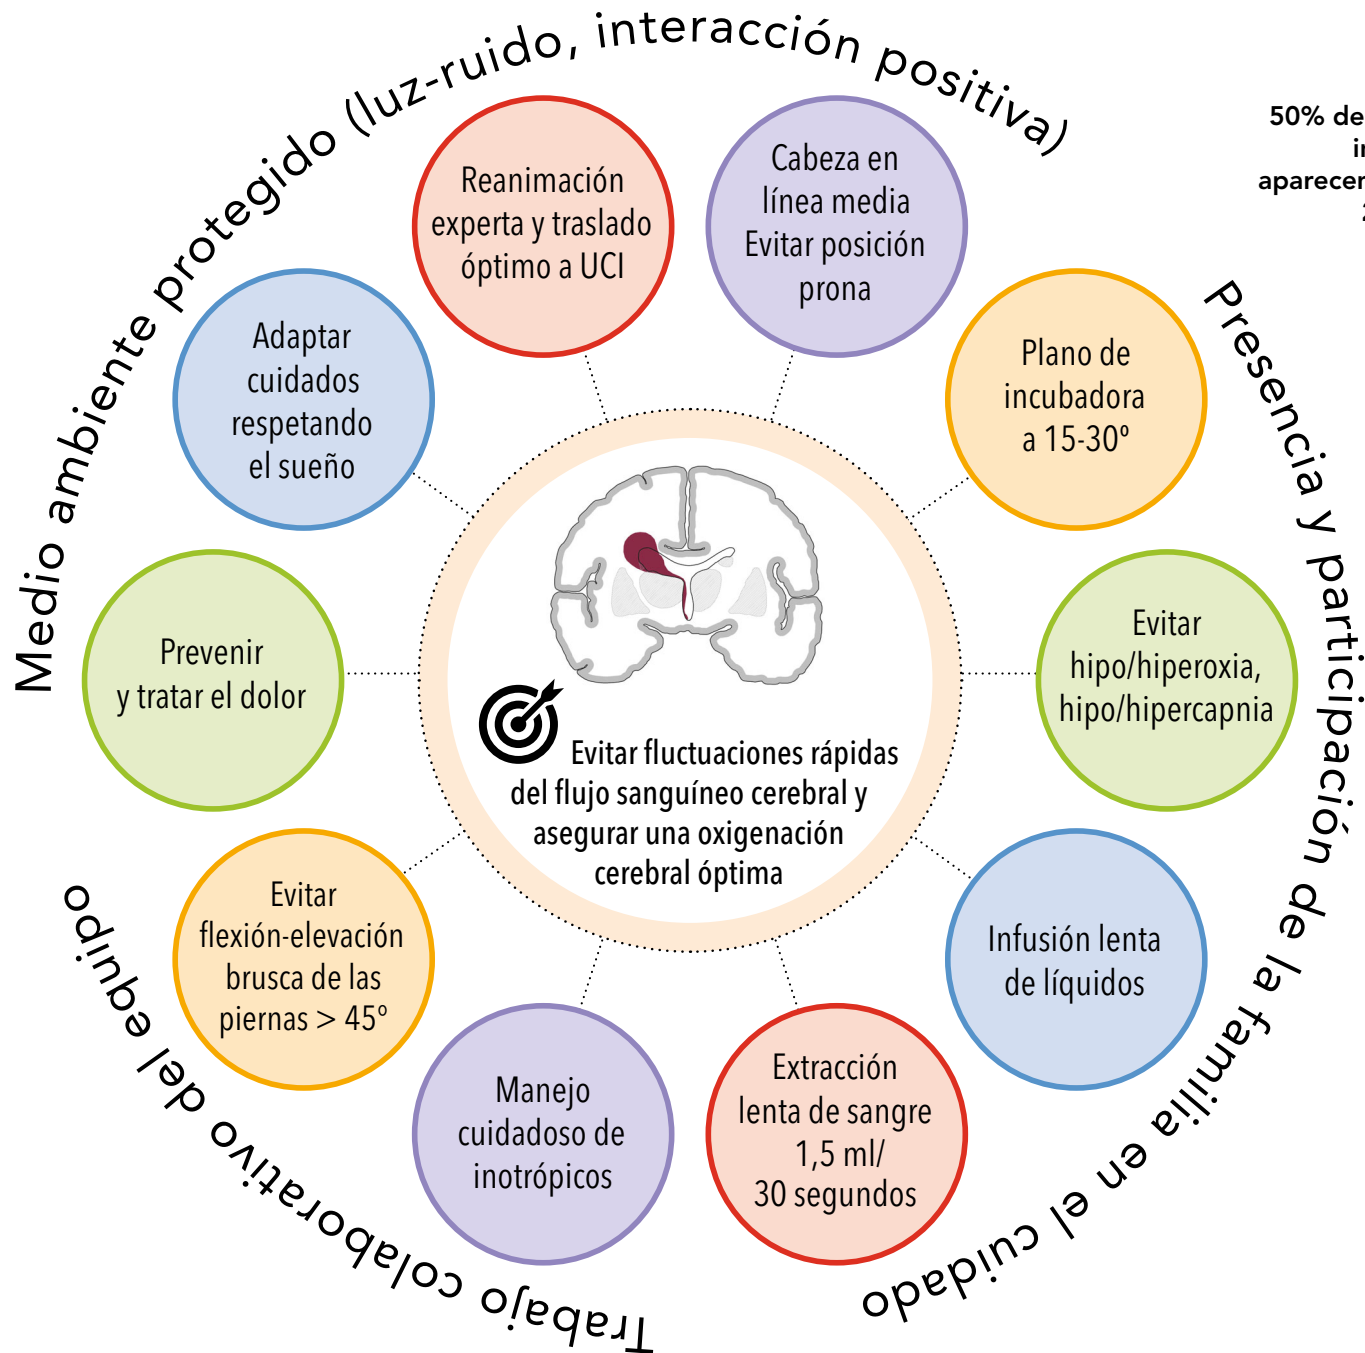 Medio ambiente protegido (luz-ruido, interacción positiva)
50% de
aparecen
Reanimación
experta y traslado
óptimo a UCI
Cabeza en
línea media
Evitar posición
prona
Plano de
incubadora
a 15-30º
Evitar
hipo/hiperoxia,
hipo/hipercapnia
Infusión lenta
de líquidos
Extracción
lenta de sangre
1,5 ml/
30 segundos
Manejo
cuidadoso de
inotrópicos
Evitar
flexión-elevación
brusca de las
piernas > 45º
Prevenir
y tratar el dolor
Adaptar
cuidados
respetando
el sueño
Evitar fluctuaciones rápidas
del flujo sanguíneo cerebral y
asegurar una oxigenación
cerebral óptima
Presencia y participación de la familia en el cuidado
Trabajo colaborativo del equipo